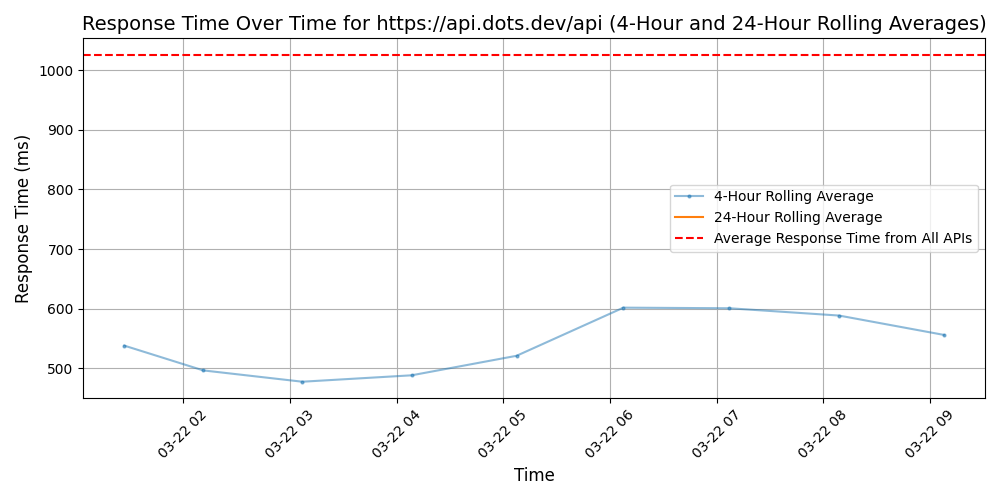 Response Time Over Time for https://api.dots.dev/api (4-Hour and 24-Hour Rolling Averages)
Response Time (ms)
1000
900
800
700
600
500
4-Hour Rolling Average
24-Hour Rolling Average
Average Response Time from All APIs
03-22 02
03-22 03
03-22 04
03-22 05
03-22 06
03-22 07
03-22 08
03-22 09
Time